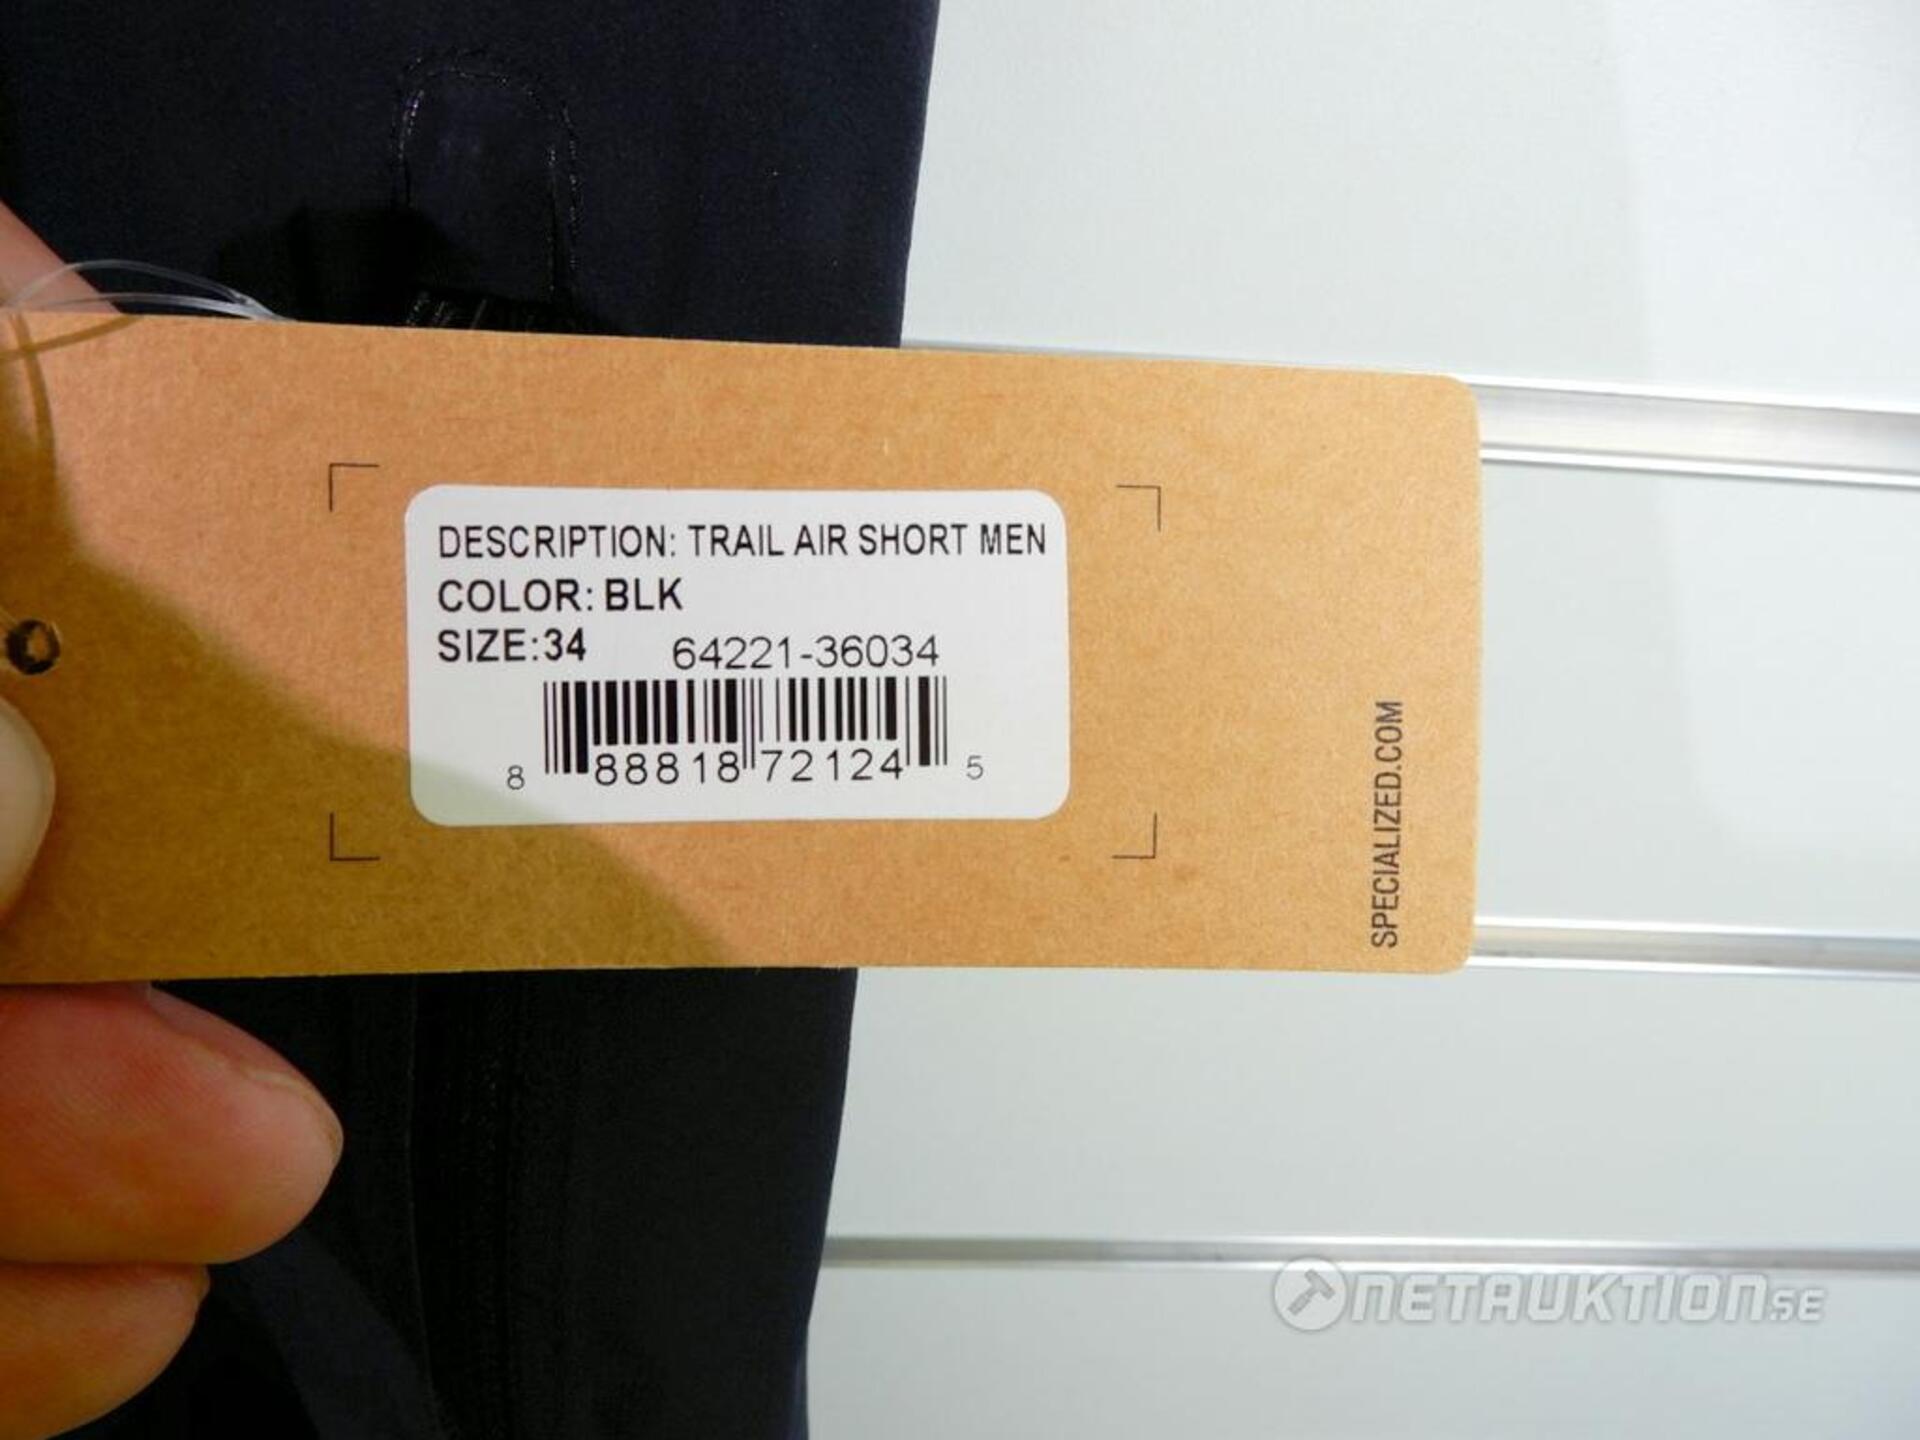 DESCRIPTION: TRAIL AIR SHORT MEN
COLOR: BLK
SIZE:34 64221-36034
8 88818 72124 5
SPECIALIZED.COM
NETAUKTION.SE